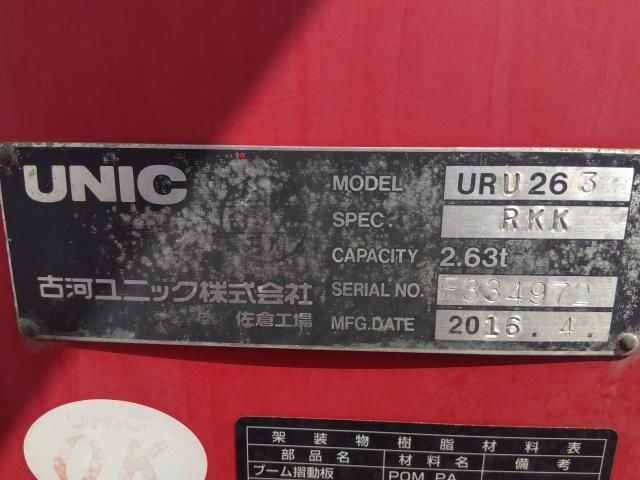 UNIC
MODEL URU263
SPEC. RKK
CAPACITY 2.63t
古河ユニック株式会社 SERIAL NO. F334972
佐倉工場 MFG.DATE 2016.4.
OK
架装物樹脂材料表
部品名 材料名 備考
ブーム摺動板 POM PA